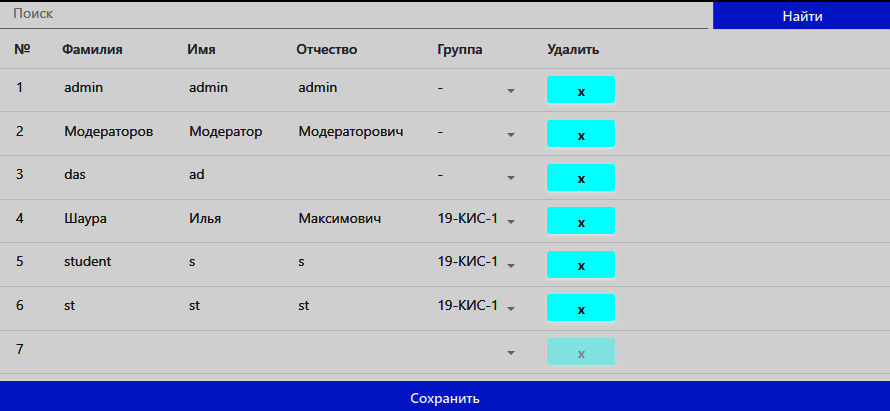 Поиск Найти
№ Фамилия Имя Отчество Группа Удалить
1 admin admin admin - x
2 Модераторов Модератор Модераторович - x
3 das ad - x
4 Шаура Илья Максимович 19-КИС-1 x
5 student s s 19-КИС-1 x
6 st st st 19-КИС-1 x
7 x
Сохранить